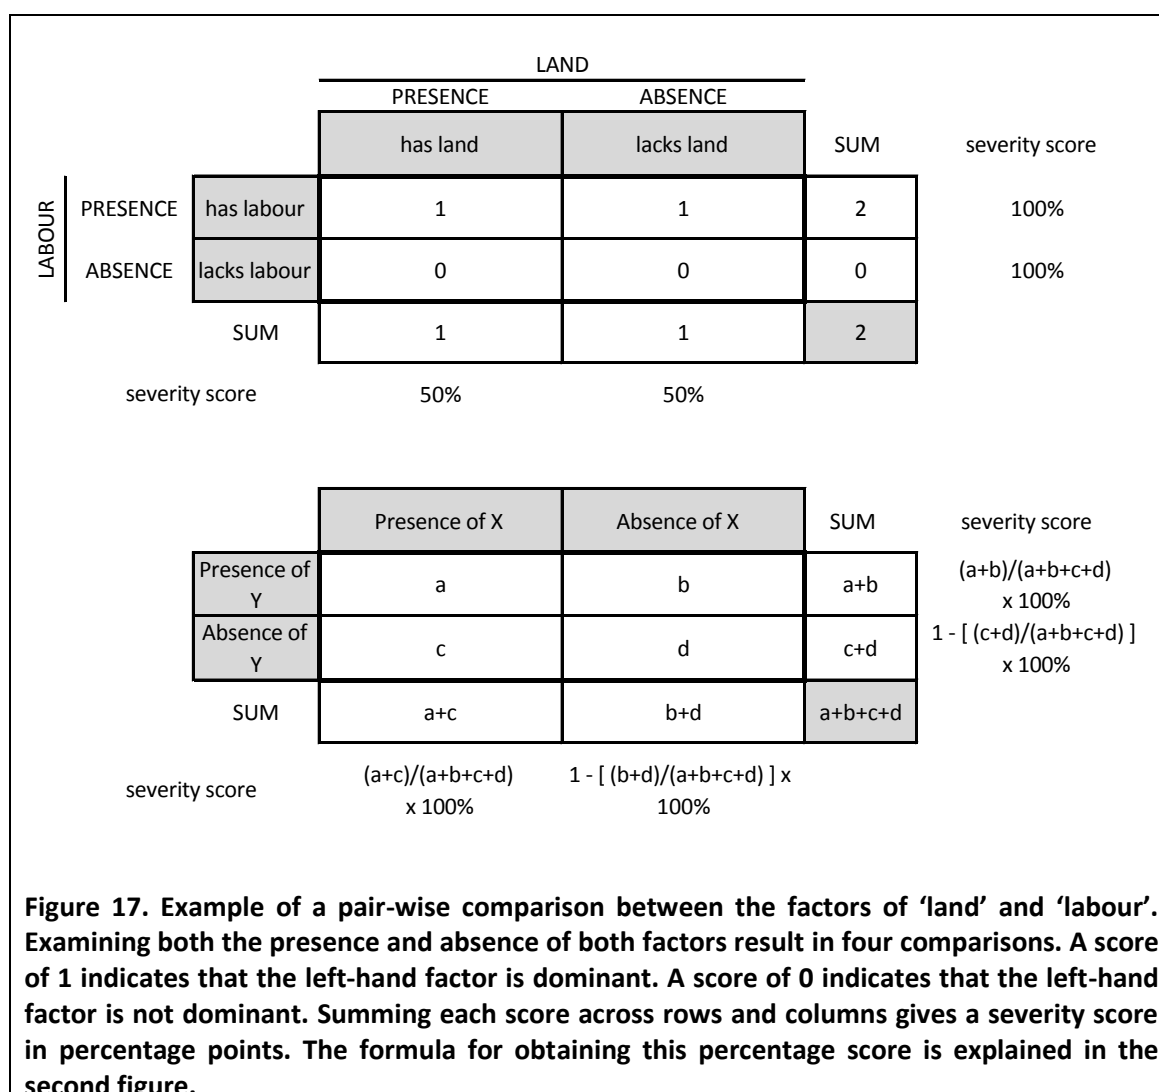 LAND
PRESENCE ABSENCE
has land lacks land SUM severity score
LABOUR
PRESENCE has labour 1 1 2 100%
ABSENCE lacks labour 0 0 0 100%
SUM 1 1 2
severity score 50% 50%
Presence of X Absence of X SUM severity score
Presence of Y a b a+b (a+b)/(a+b+c+d) x 100%
Absence of Y c d c+d 1 - [ (c+d)/(a+b+c+d) ] x 100%
SUM a+c b+d a+b+c+d
severity score (a+c)/(a+b+c+d) x 100% 1 - [ (b+d)/(a+b+c+d) ] x 100%
Figure 17. Example of a pair-wise comparison between the factors of ‘land’ and ‘labour’.
Examining both the presence and absence of both factors result in four comparisons. A score
of 1 indicates that the left-hand factor is dominant. A score of 0 indicates that the left-hand
factor is not dominant. Summing each score across rows and columns gives a severity score
in percentage points. The formula for obtaining this percentage score is explained in the
second figure.